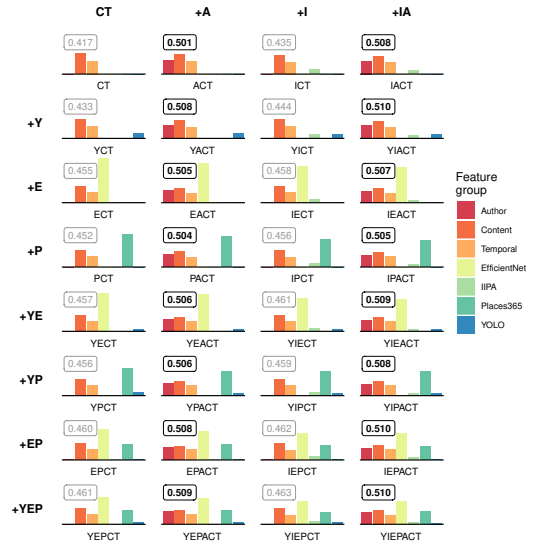 CT +A +I +IA
0.417 0.501 0.435 0.508
CT ACT ICT IACT
+Y
0.433 0.508 0.444 0.510
YCT YACT YICT YIACT
+E
0.455 0.505 0.458 0.507
ECT EACT IECT IEACT
+P
0.452 0.504 0.456 0.505
PCT PACT IPCT IPACT
+YE
0.457 0.506 0.461 0.509
YECT YEACT YIECT YIEACT
+YP
0.456 0.506 0.459 0.508
YPCT YPACT YIPCT YIPACT
+EP
0.460 0.508 0.462 0.510
EPCT EPACT IEPCT IEPACT
+YEP
0.461 0.509 0.463 0.510
YEPCT YEPACT YIEPCT YIEPACT
Feature
group
Author
Content
Temporal
EfficientNet
IIPA
Places365
YOLO